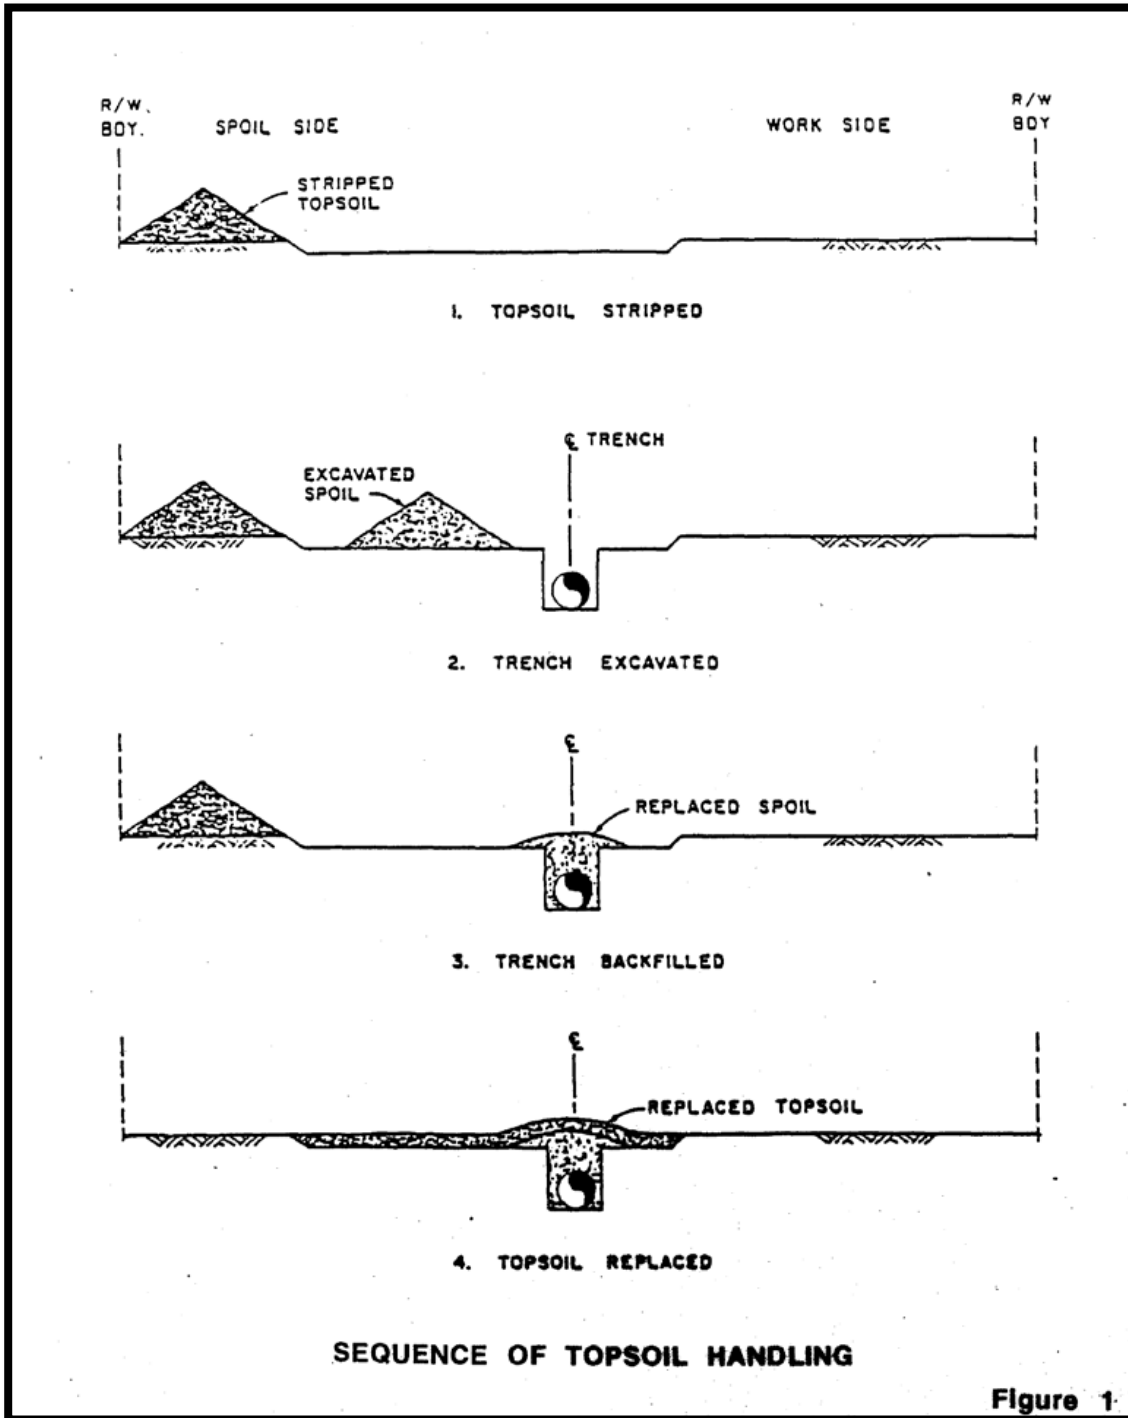 R/W.
BDY.
SPOIL SIDE
WORK SIDE
R/W
BDY
STRIPPED
TOPSOIL
1. TOPSOIL STRIPPED
℄ TRENCH
EXCAVATED
SPOIL
2. TRENCH EXCAVATED
℄
REPLACED SPOIL
3. TRENCH BACKFILLED
℄
REPLACED TOPSOIL
4. TOPSOIL REPLACED
SEQUENCE OF TOPSOIL HANDLING
Figure 1